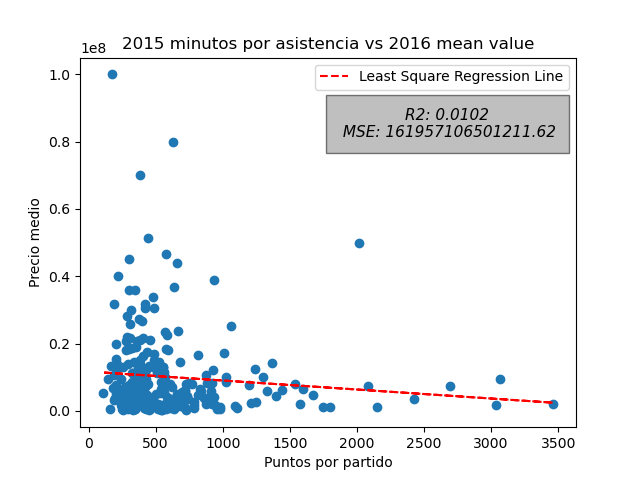 2015 minutos por asistencia vs 2016 mean value
1e8
Least Square Regression Line
R2: 0.0102
MSE: 161957106501211.62
1.0
0.8
0.6
0.4
0.2
0.0
Precio medio
0 500 1000 1500 2000 2500 3000 3500
Puntos por partido